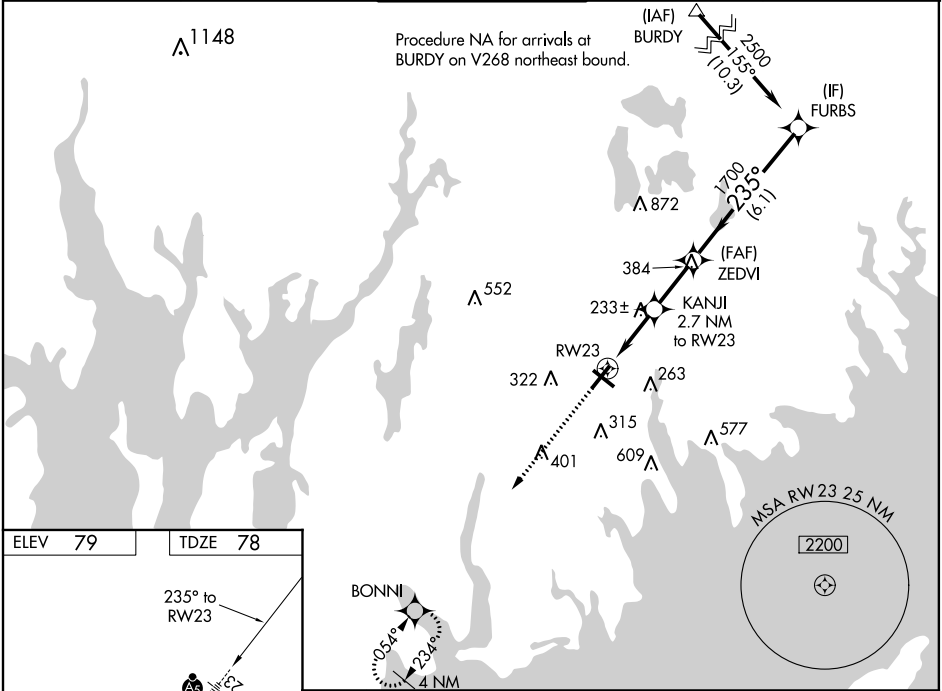 1148
Procedure NA for arrivals at
BURDY on V268 northeast bound.
(IAF)
BURDY
2500
155°
(10.3)
(IF)
FURBS
1700
235°
(6.1)
872
(FAF)
ZEDVI
384
552
233±
KANJI
2.7 NM
to RW23
RW23
322
263
315
577
401
609
MSA RW23 25 NM
2200
ELEV 79
TDZE 78
235° to
RW23
A5
23
BONNI
054°
234°
4 NM